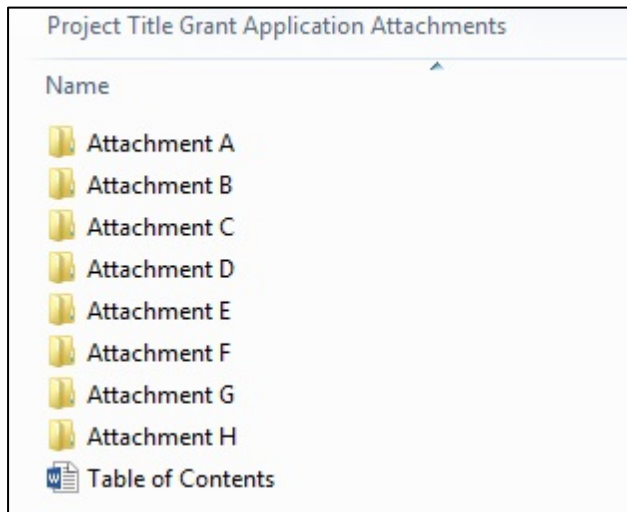 Project Title Grant Application Attachments
Name
Attachment A
Attachment B
Attachment C
Attachment D
Attachment E
Attachment F
Attachment G
Attachment H
Table of Contents